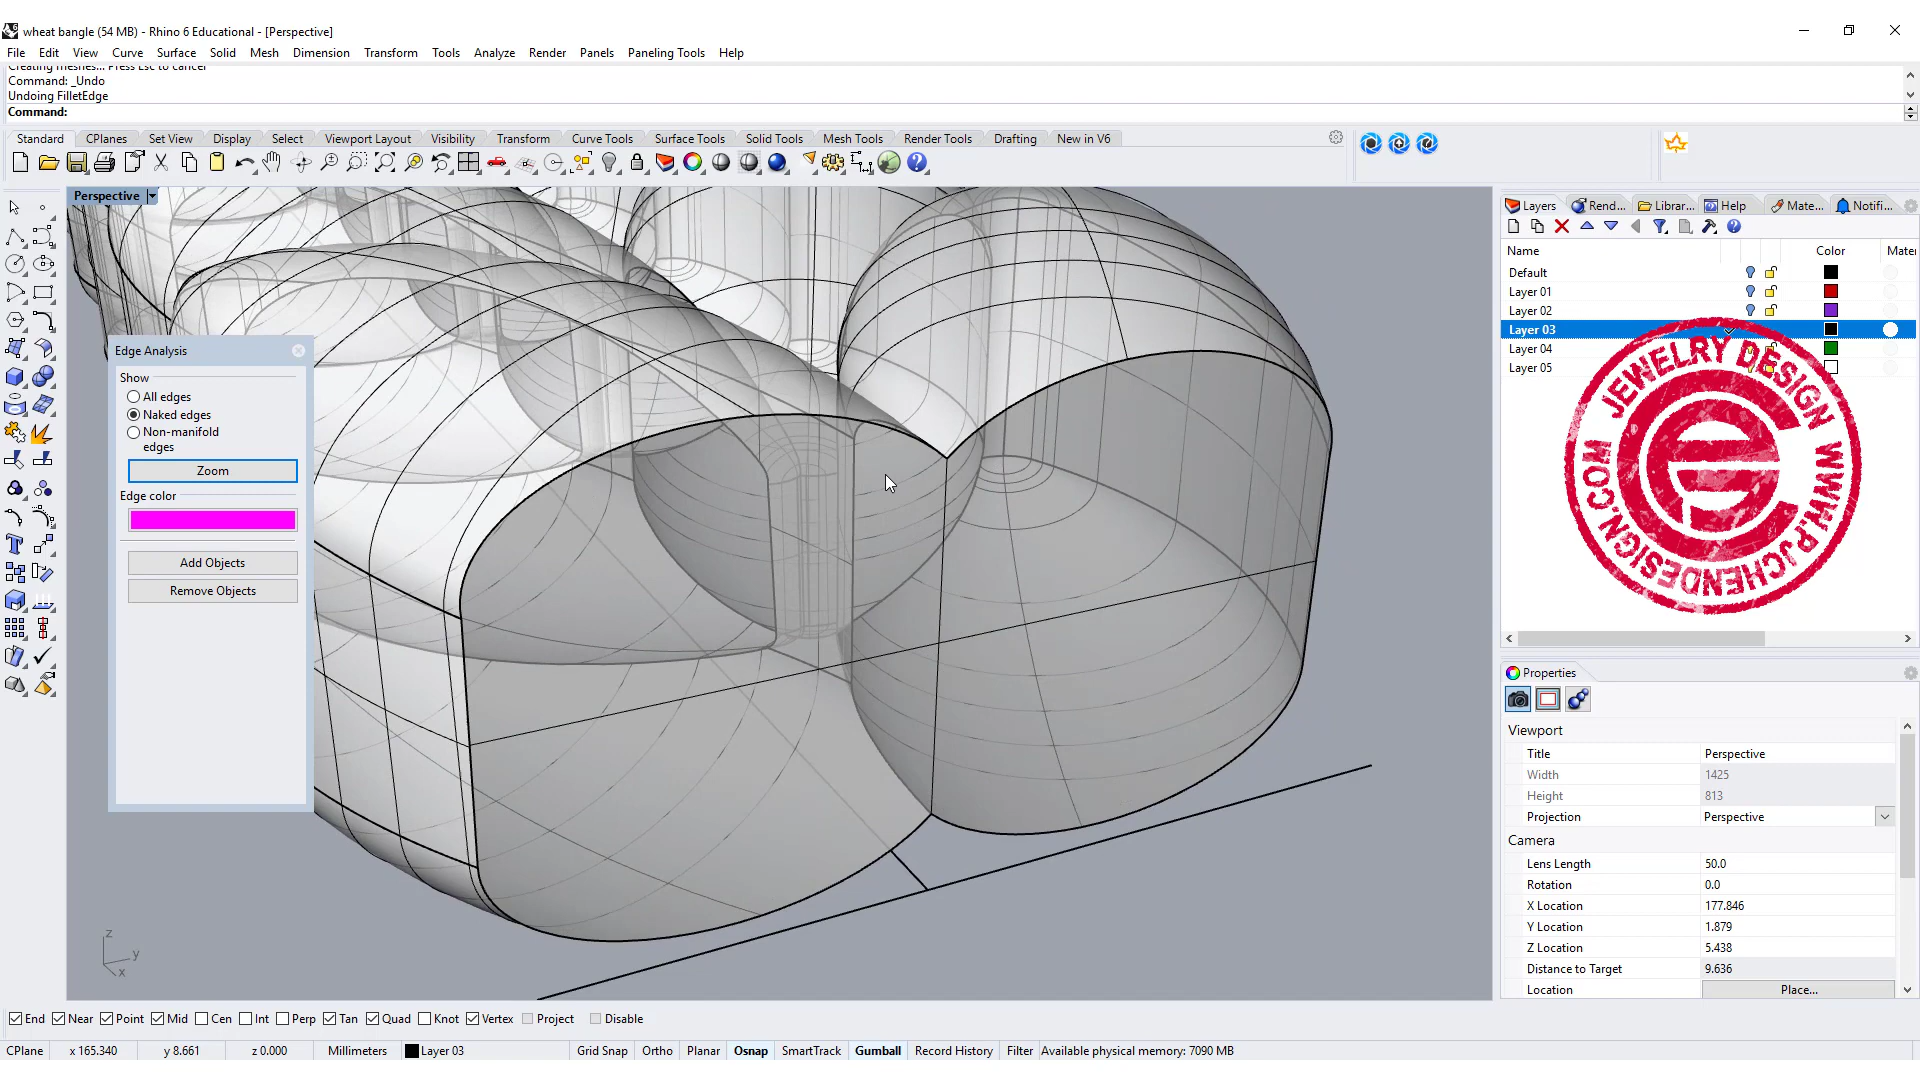 wheat bangle (54 MB) - Rhino 6 Educational - [Perspective]
File Edit View Curve Surface Solid Mesh Dimension Transform Tools Analyze Render Panels Paneling Tools Help
Creating meshes... Press Esc to cancel
Command: _Undo
Undoing FilletEdge
Command:
Standard CPlanes Set View Display Select Viewport Layout Visibility Transform Curve Tools Surface Tools Solid Tools Mesh Tools Render Tools Drafting New in V6
Perspective
Layers Rend... Librar... Help Mate... Notifi...
Name Color Mater
Default
Layer 01
Layer 02
Layer 03
Layer 04
Layer 05
JEWELRY DESIGN WWW.PJCHENDESIGN.COM
Edge Analysis
Show
All edges
Naked edges
Non-manifold
edges
Zoom
Edge color
Add Objects
Remove Objects
Properties
Viewport
Title Perspective
Width 1425
Height 813
Projection Perspective
Camera
Lens Length 50.0
Rotation 0.0
X Location 177.846
Y Location 1.879
Z Location 5.438
Distance to Target 9.636
Location Place...
z
y
x
End Near Point Mid Cen Int Perp Tan Quad Knot Vertex Project Disable
CPlane x 165.340 y 8.661 z 0.000 Millimeters Layer 03 Grid Snap Ortho Planar Osnap SmartTrack Gumball Record History Filter Available physical memory: 7090 MB